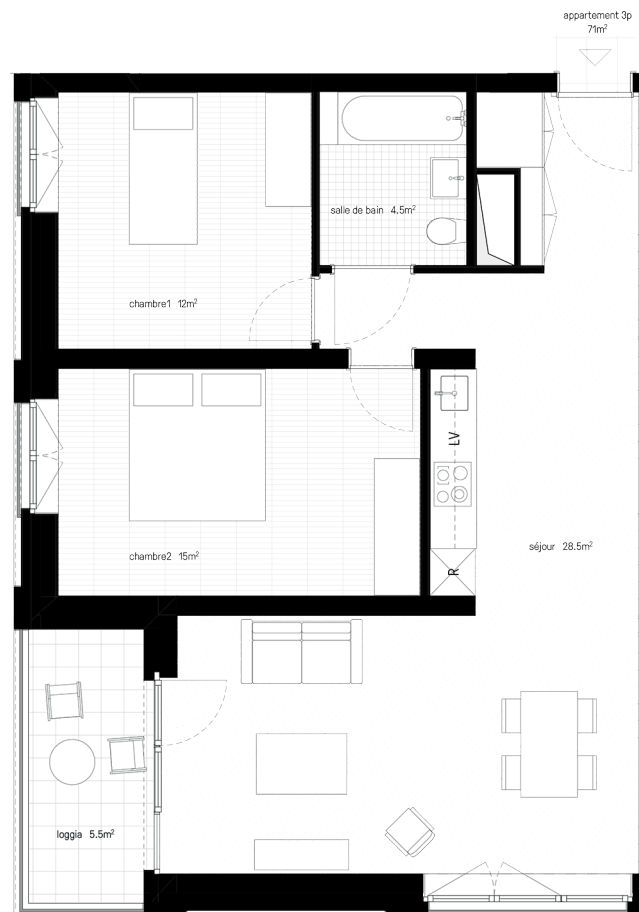 appartement 3p
71m²
salle de bain 4.5m²
chambre1 12m²
LV
séjour 28.5m²
chambre2 15m²
R
loggia 5.5m²